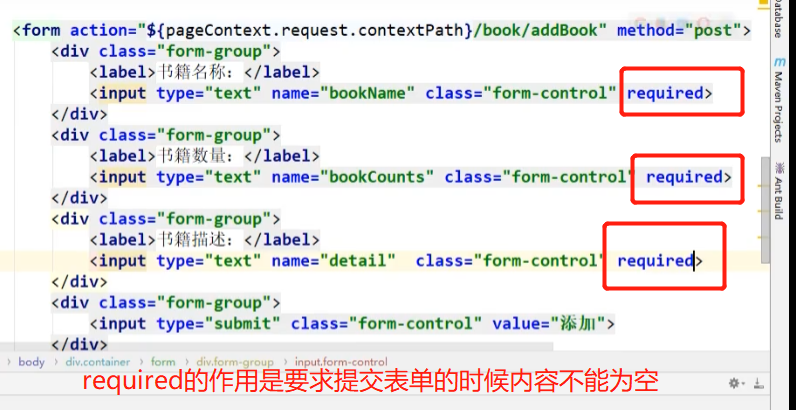 <form action="${pageContext.request.contextPath}/book/addBook" method="post">
<div class="form-group">
<label>书籍名称：</label>
<input type="text" name="bookName" class="form-control" required>
</div>
<div class="form-group">
<label>书籍数量：</label>
<input type="text" name="bookCounts" class="form-control" required>
</div>
<div class="form-group">
<label>书籍描述：</label>
<input type="text" name="detail" class="form-control" required>
</div>
<div class="form-group">
<input type="submit" class="form-control" value="添加">
</div>
body div.container form div.form-group input.form-control
required的作用是要求提交表单的时候内容不能为空
Database
Maven Projects
Ant Build